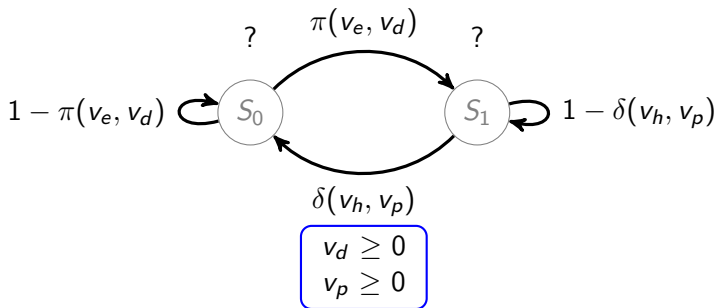 ? π(v_e, v_d) ?
1 − π(v_e, v_d) S_0 S_1 1 − δ(v_h, v_p)
δ(v_h, v_p)
v_d ≥ 0
v_p ≥ 0